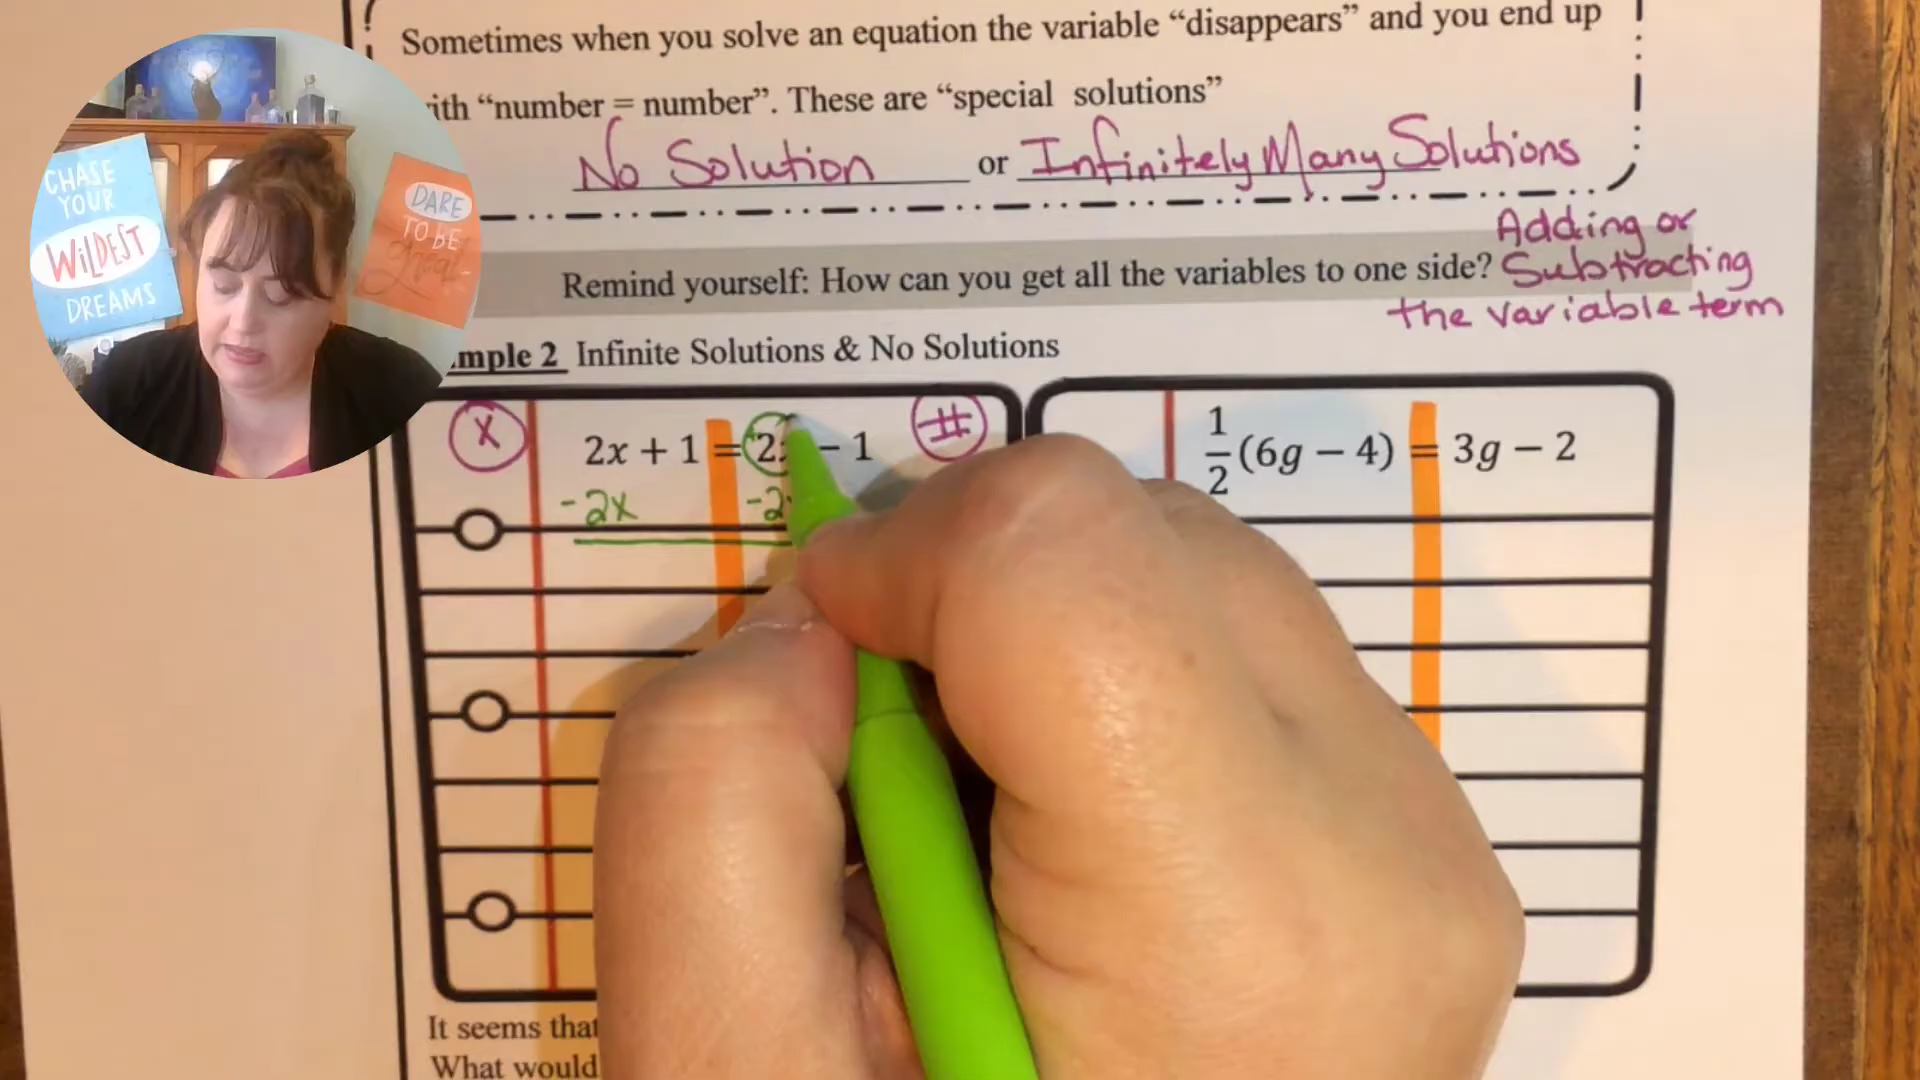 Sometimes when you solve an equation the variable “disappears” and you end up
ith “number = number”. These are “special solutions”
No Solution or Infinitely Many Solutions
Remind yourself: How can you get all the variables to one side? Adding or
Subtracting
the variable term
mple 2 Infinite Solutions & No Solutions
x
2x + 1 = 2x − 1
#
-2x -2
1/2(6g − 4) = 3g − 2
It seems that
What would
CHASE
YOUR
WILDEST
DREAMS
DARE
TO BE
Great